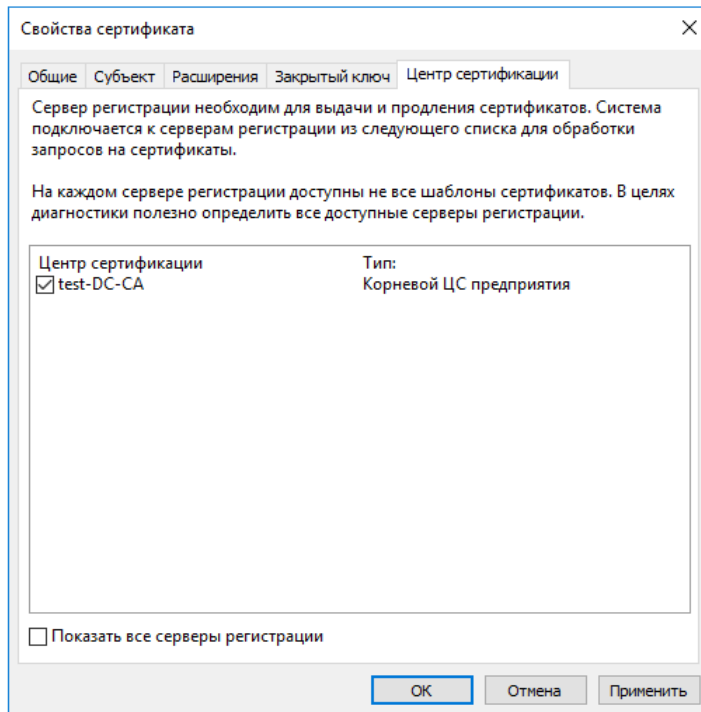 Свойства сертификата
Общие Субъект Расширения Закрытый ключ Центр сертификации
Сервер регистрации необходим для выдачи и продления сертификатов. Система
подключается к серверам регистрации из следующего списка для обработки
запросов на сертификаты.
На каждом сервере регистрации доступны не все шаблоны сертификатов. В целях
диагностики полезно определить все доступные серверы регистрации.
Центр сертификации Тип:
test-DC-CA Корневой ЦС предприятия
Показать все серверы регистрации
ОК Отмена Применить